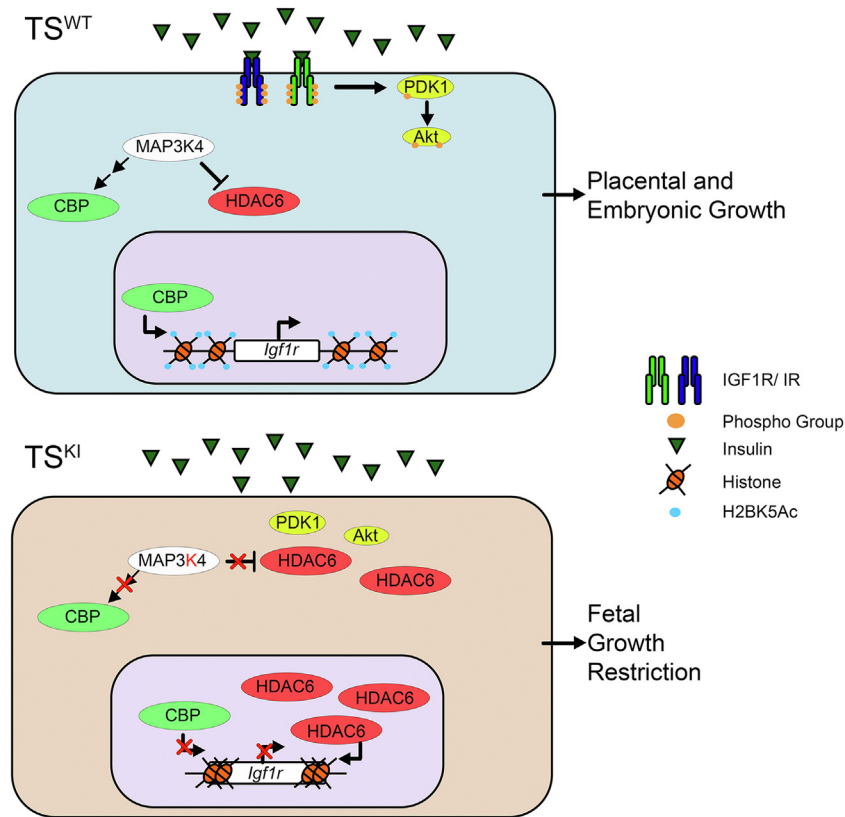 TSWT
PDK1
Akt
MAP3K4
CBP
HDAC6
Placental and
Embryonic Growth
CBP
Igf1r
IGF1R/ IR
Phospho Group
Insulin
Histone
H2BK5Ac
TSKI
PDK1
Akt
MAP3K4
HDAC6
HDAC6
CBP
Fetal
Growth
Restriction
HDAC6
HDAC6
CBP
HDAC6
Igf1r